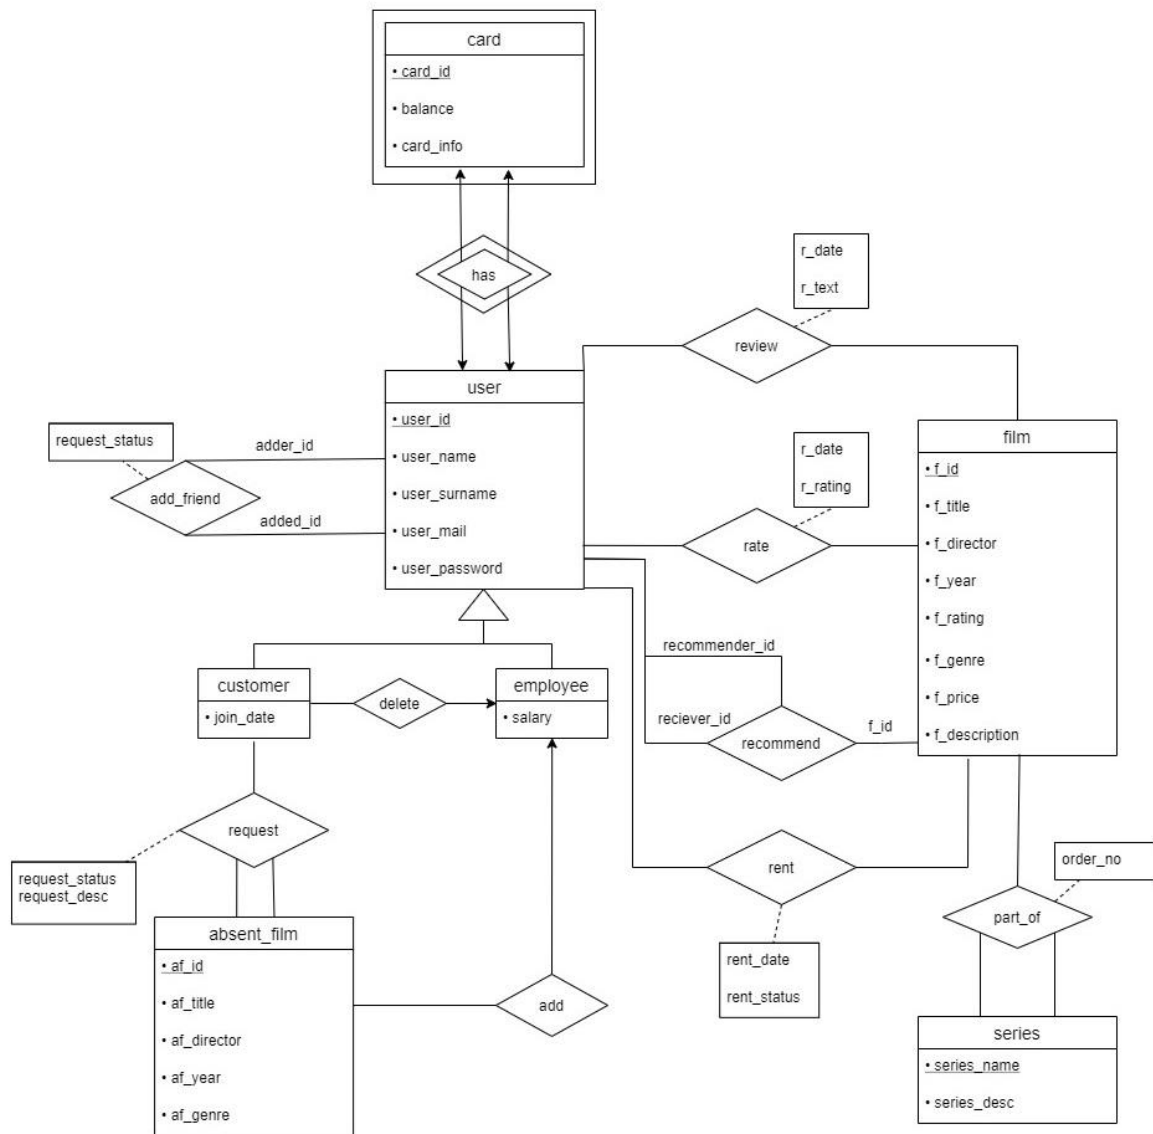 card
• card_id
• balance
• card_info
has
r_date
r_text
review
user
• user_id
• user_name
• user_surname
• user_mail
• user_password
request_status
adder_id
add_friend
added_id
film
• f_id
• f_title
• f_director
• f_year
• f_rating
• f_genre
• f_price
• f_description
r_date
r_rating
rate
recommender_id
reciever_id
recommend
f_id
customer
• join_date
delete
employee
• salary
request
request_status
request_desc
rent
rent_date
rent_status
order_no
part_of
absent_film
• af_id
• af_title
• af_director
• af_year
• af_genre
add
series
• series_name
• series_desc